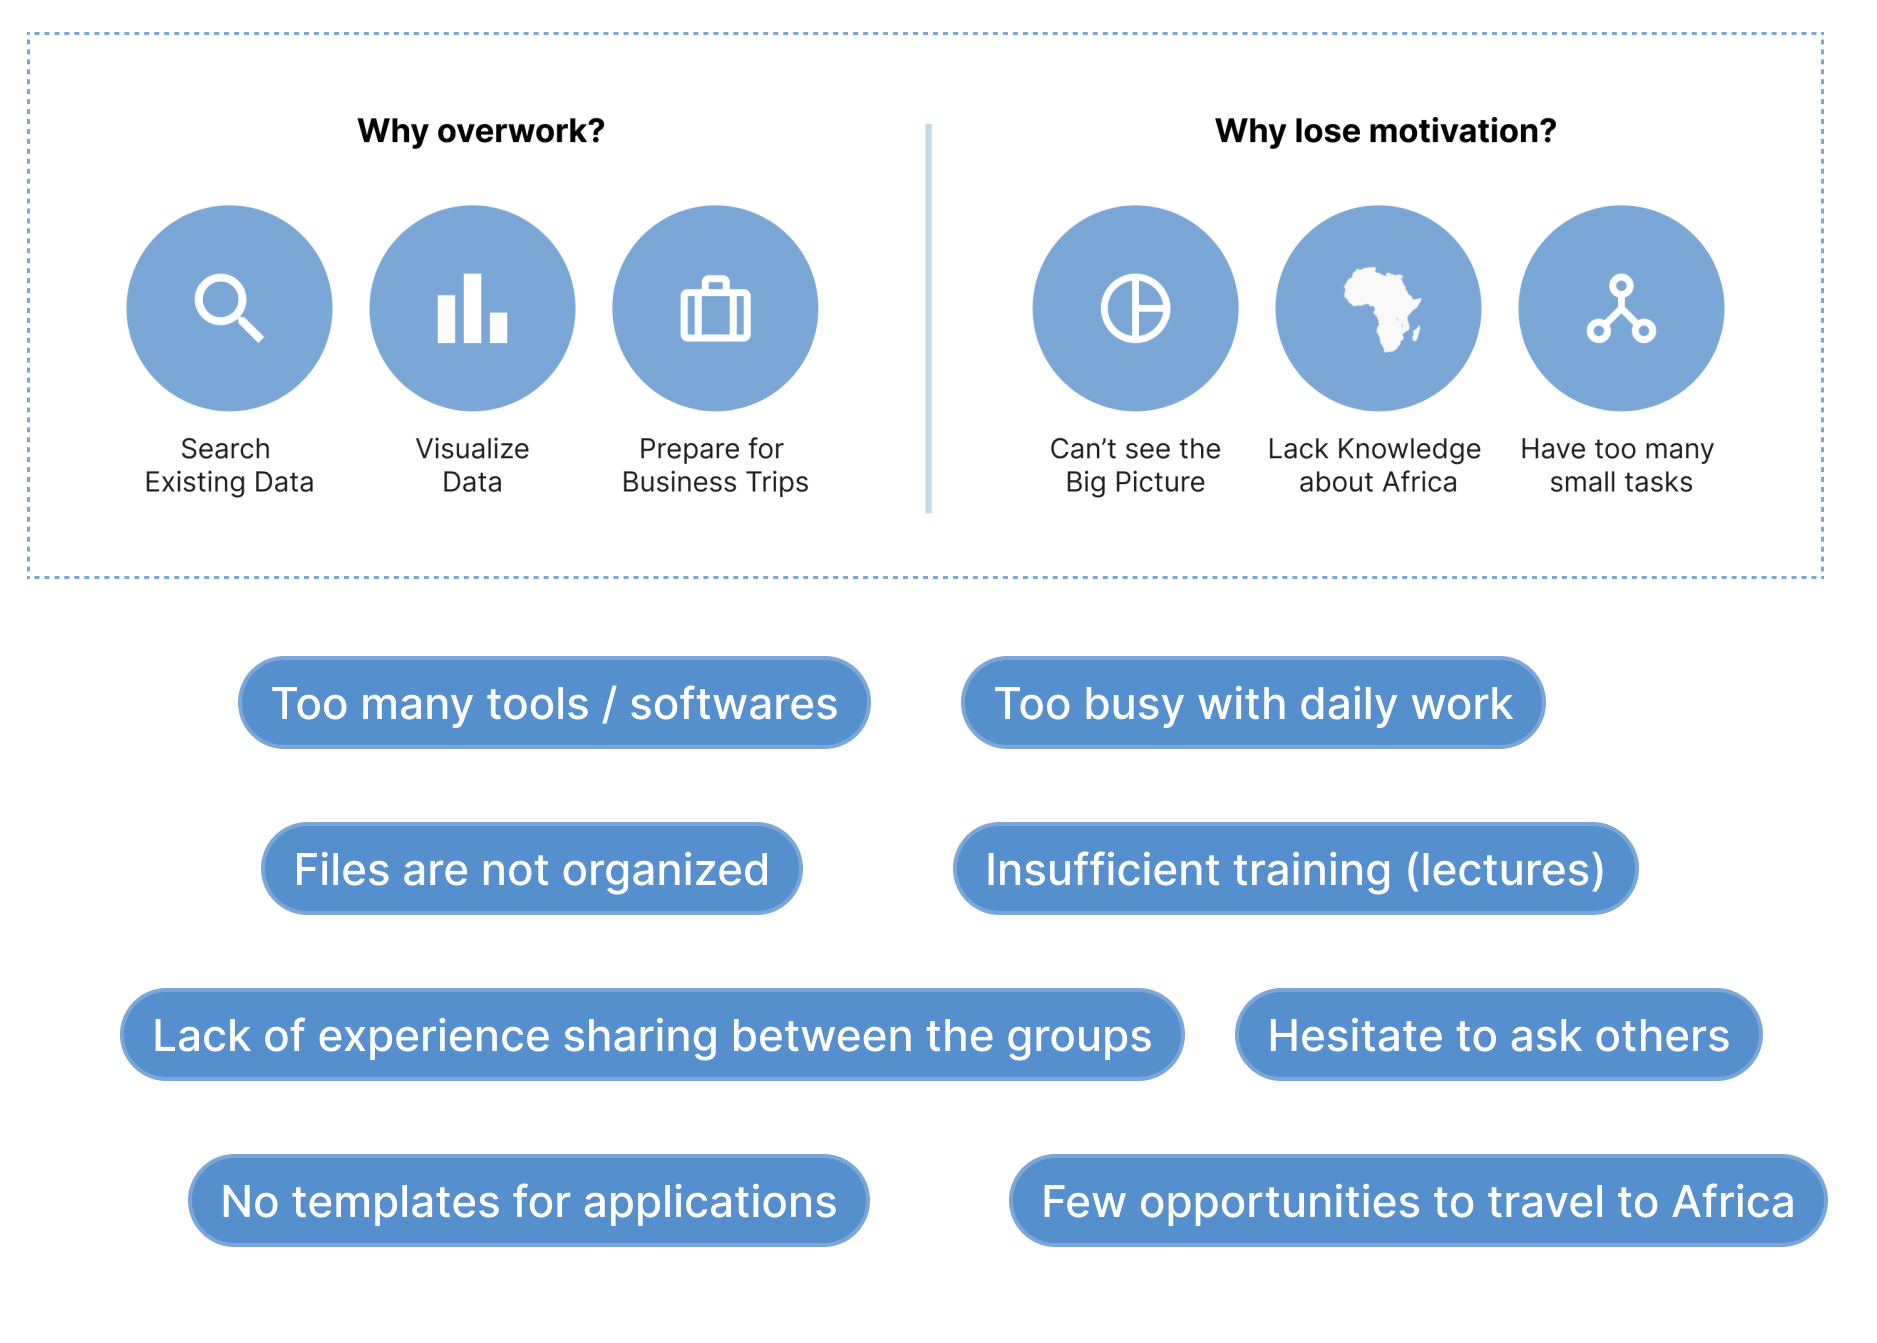 Why overwork?
Search
Existing Data
Visualize
Data
Prepare for
Business Trips
Why lose motivation?
Can’t see the
Big Picture
Lack Knowledge
about Africa
Have too many
small tasks
Too many tools / softwares
Too busy with daily work
Files are not organized
Insufficient training (lectures)
Lack of experience sharing between the groups
Hesitate to ask others
No templates for applications
Few opportunities to travel to Africa